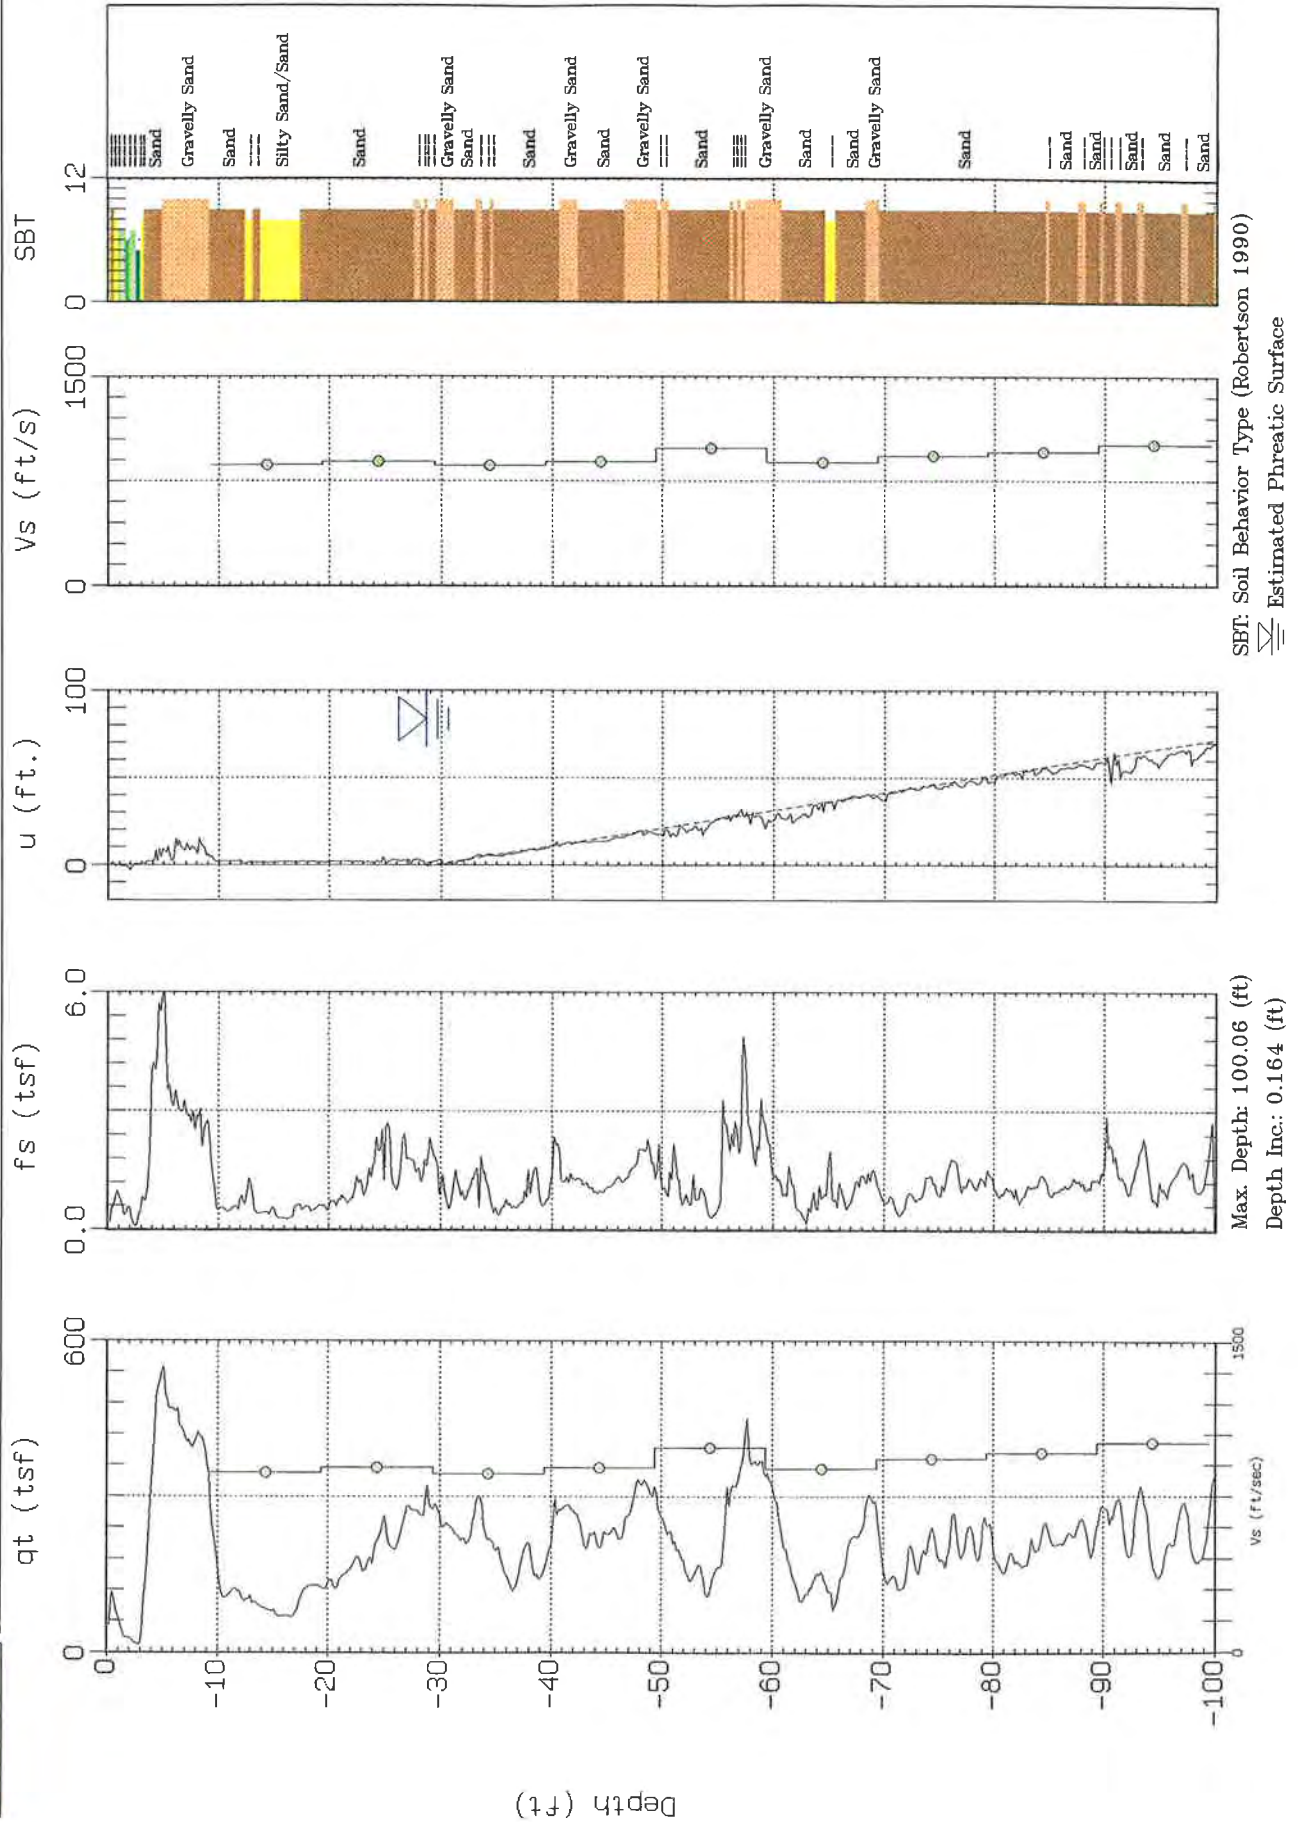 qt (tsf)
fs (tsf)
u (ft.)
Vs (ft/s)
SBT
0
600
0.0
6.0
0
100
0
1500
0
12
0
-10
-20
-30
-40
-50
-60
-70
-80
-90
-100
Depth (ft)
0
1500
Vs (ft/sec)
Sand
Gravelly Sand
Sand
Silty Sand/Sand
Sand
Gravelly Sand
Sand
Sand
Gravelly Sand
Sand
Gravelly Sand
Sand
Gravelly Sand
Sand
Sand
Gravelly Sand
Sand
Sand
Sand
Sand
Sand
Sand
Max. Depth: 100.06 (ft)
Depth Inc.: 0.164 (ft)
SBT: Soil Behavior Type (Robertson 1990)
Estimated Phreatic Surface